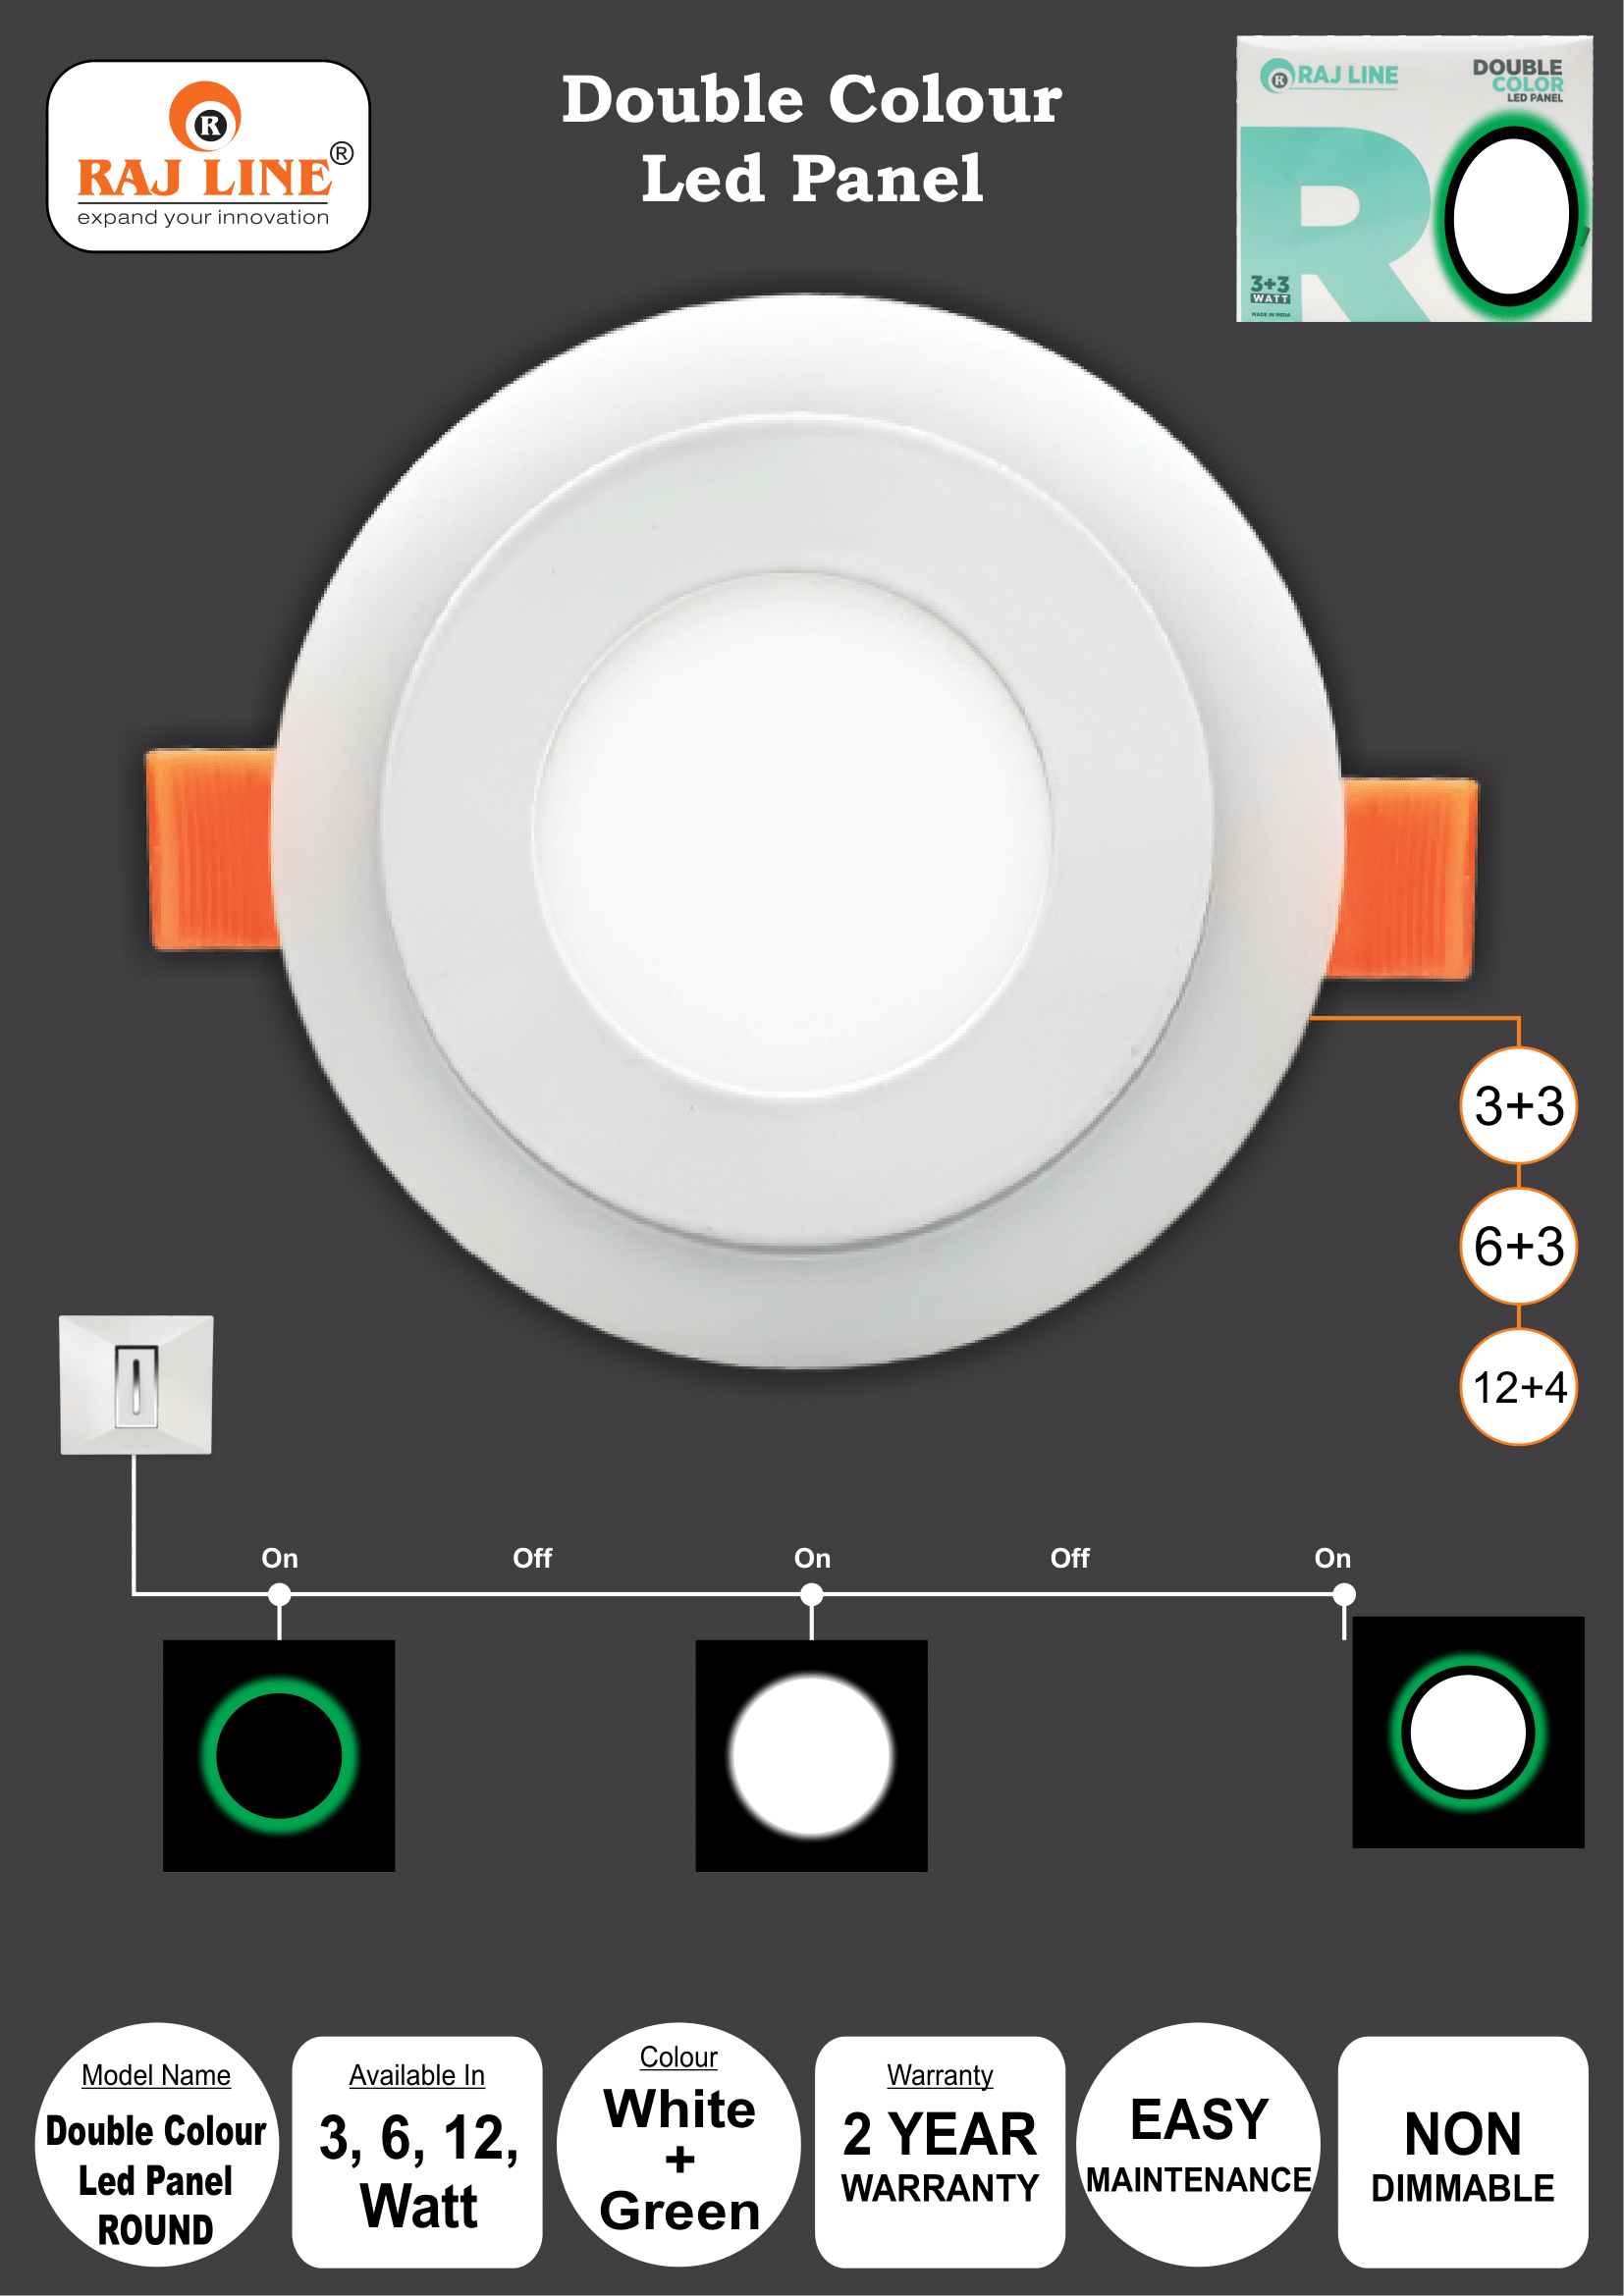 R
RAJ LINE®
expand your innovation
Double Colour
Led Panel
R RAJ LINE
DOUBLE
COLOR
LED PANEL
R
3+3
WATT
MADE IN INDIA
3+3
6+3
12+4
On Off On Off On
Model Name
Double Colour
Led Panel
ROUND
Available In
3, 6, 12,
Watt
Colour
White
+
Green
Warranty
2 YEAR
WARRANTY
EASY
MAINTENANCE
NON
DIMMABLE